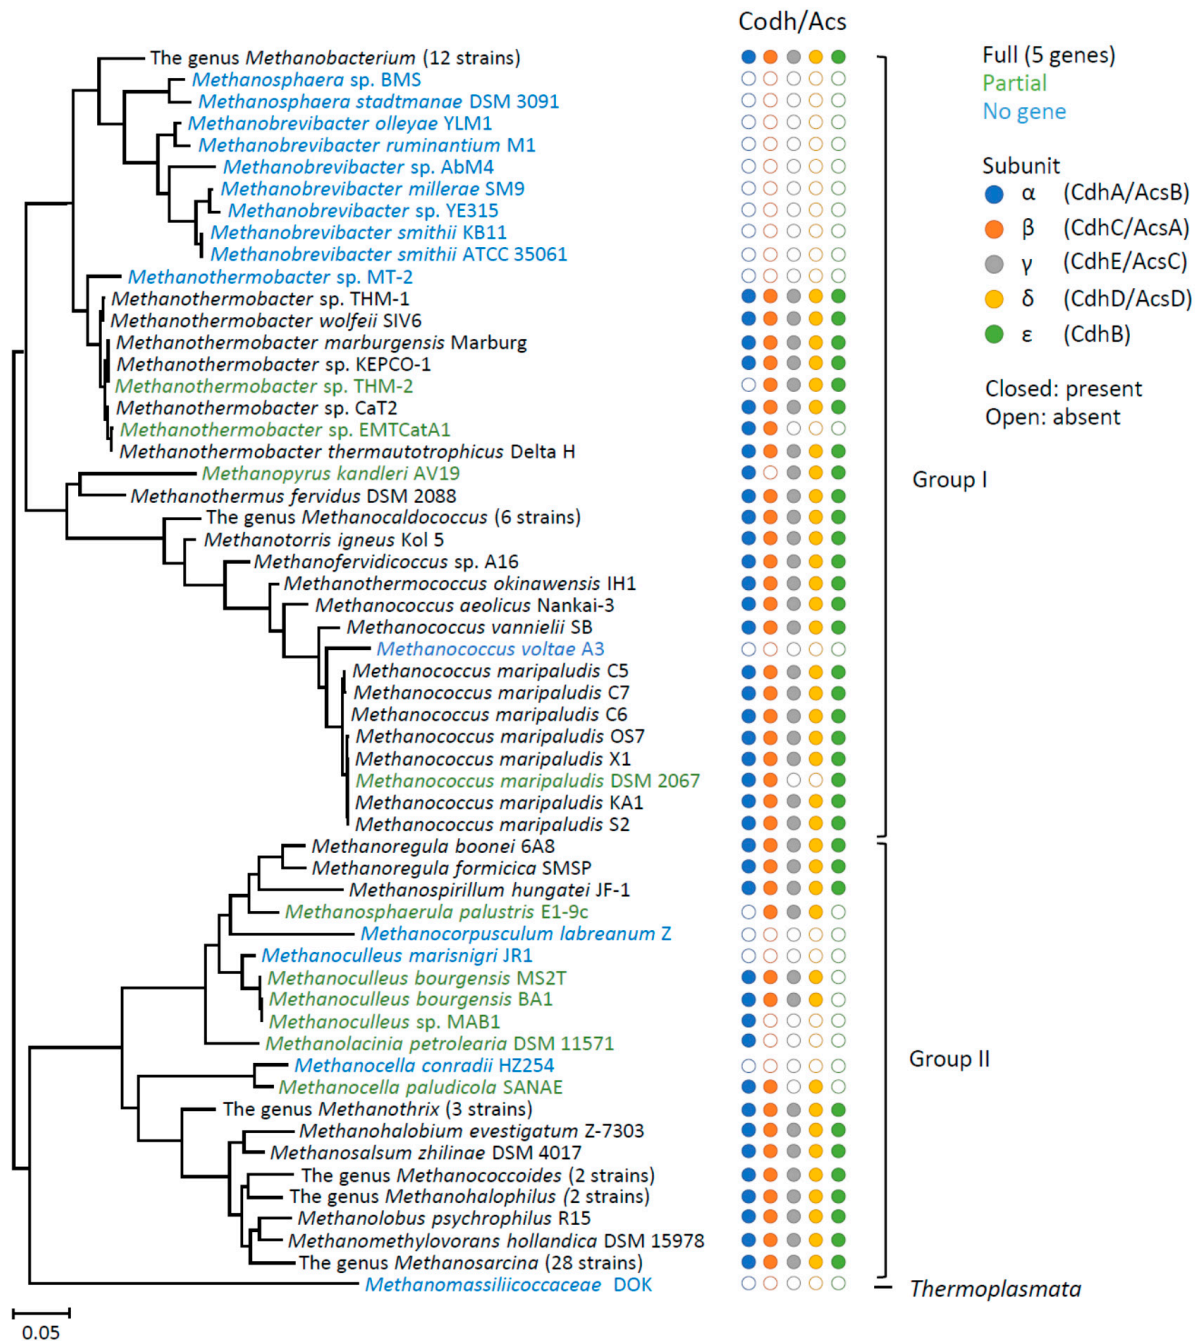 Codh/Acs
The genus Methanobacterium (12 strains)
Methanosphaera sp. BMS
Methanosphaera stadtmanae DSM 3091
Methanobrevibacter olleyae YLM1
Methanobrevibacter ruminantium M1
Methanobrevibacter sp. AbM4
Methanobrevibacter millerae SM9
Methanobrevibacter sp. YE315
Methanobrevibacter smithii KB11
Methanobrevibacter smithii ATCC 35061
Methanothermobacter sp. MT-2
Methanothermobacter sp. THM-1
Methanothermobacter wolfeii SIV6
Methanothermobacter marburgensis Marburg
Methanothermobacter sp. KEPCO-1
Methanothermobacter sp. THM-2
Methanothermobacter sp. CaT2
Methanothermobacter sp. EMTCatA1
Methanothermobacter thermautotrophicus Delta H
Methanopyrus kandleri AV19
Methanothermus fervidus DSM 2088
The genus Methanocaldococcus (6 strains)
Methanotorris igneus Kol 5
Methanofervidicoccus sp. A16
Methanothermococcus okinawensis IH1
Methanococcus aeolicus Nankai-3
Methanococcus vannielii SB
Methanococcus voltae A3
Methanococcus maripaludis C5
Methanococcus maripaludis C7
Methanococcus maripaludis C6
Methanococcus maripaludis OS7
Methanococcus maripaludis X1
Methanococcus maripaludis DSM 2067
Methanococcus maripaludis KA1
Methanococcus maripaludis S2
Methanoregula boonei 6A8
Methanoregula formicica SMSP
Methanospirillum hungatei JF-1
Methanosphaerula palustris E1-9c
Methanocorpusculum labreanum Z
Methanoculleus marisnigri JR1
Methanoculleus bourgensis MS2T
Methanoculleus bourgensis BA1
Methanoculleus sp. MAB1
Methanolacinia petrolearia DSM 11571
Methanocella conradii HZ254
Methanocella paludicola SANAE
The genus Methanothrix (3 strains)
Methanohalobium evestigatum Z-7303
Methanosalsum zhilinae DSM 4017
The genus Methanococcoides (2 strains)
The genus Methanohalophilus (2 strains)
Methanolobus psychrophilus R15
Methanomethylovorans hollandica DSM 15978
The genus Methanosarcina (28 strains)
Methanomassiliicoccaceae DOK
0.05
Full (5 genes)
Partial
No gene
Subunit
α (CdhA/AcsB)
β (CdhC/AcsA)
γ (CdhE/AcsC)
δ (CdhD/AcsD)
ε (CdhB)
Closed: present
Open: absent
Group I
Group II
Thermoplasmata